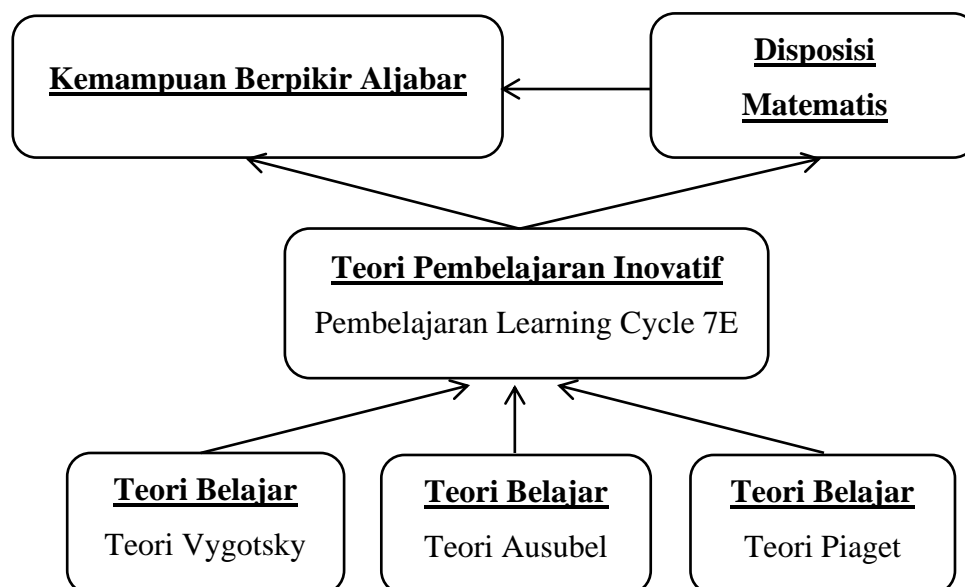 Kemampuan Berpikir Aljabar
Disposisi
Matematis
Teori Pembelajaran Inovatif
Pembelajaran Learning Cycle 7E
Teori Belajar
Teori Vygotsky
Teori Belajar
Teori Ausubel
Teori Belajar
Teori Piaget